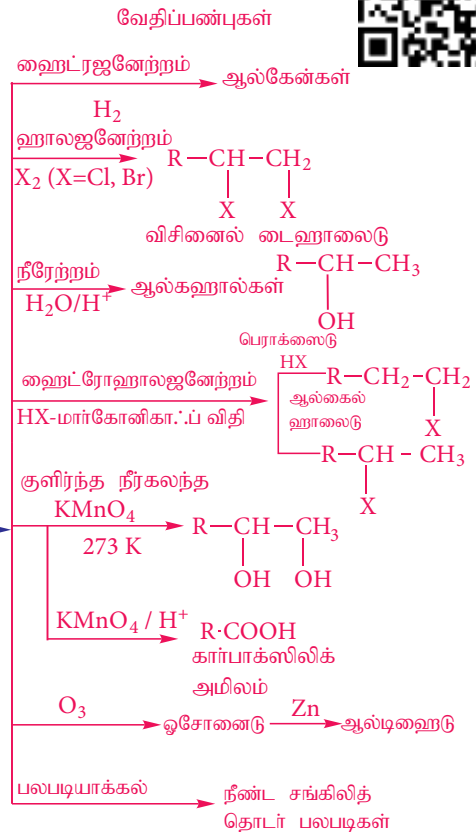 வேதிப்பண்புகள்
ஹைட்ரஜனேற்றம்
ஆல்கேன்கள்
H₂
ஹாலஜனேற்றம்
X₂ (X=Cl, Br)
R—CH—CH₂
X X
விசினைல் டைஹாலைடு
நீரேற்றம்
H₂O/H⁺
ஆல்கஹால்கள்
R—CH—CH₃
OH
பெராக்ஸைடு
HX
ஹைட்ரோஹாலஜனேற்றம்
HX-மார்கோனிகாஃப் விதி
R—CH₂—CH₂
X
ஆல்கைல்
ஹாலைடு
R—CH – CH₃
X
குளிர்ந்த நீர்கலந்த
KMnO₄
273 K
R—CH—CH₃
OH OH
KMnO₄ / H⁺
R·COOH
கார்பாக்ஸிலிக்
அமிலம்
O₃
ஓசோனைடு
Zn
ஆல்டிஹைடு
பலபடியாக்கல்
நீண்ட சங்கிலித்
தொடர் பலபடிகள்